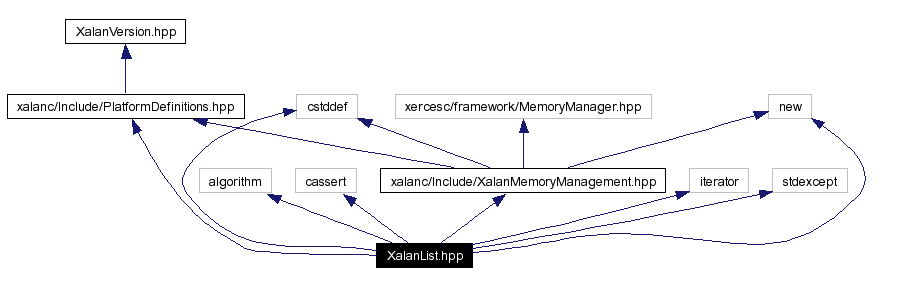 XalanVersion.hpp
xalanc/Include/PlatformDefinitions.hpp
cstddef
xercesc/framework/MemoryManager.hpp
new
algorithm
cassert
xalanc/Include/XalanMemoryManagement.hpp
iterator
stdexcept
XalanList.hpp